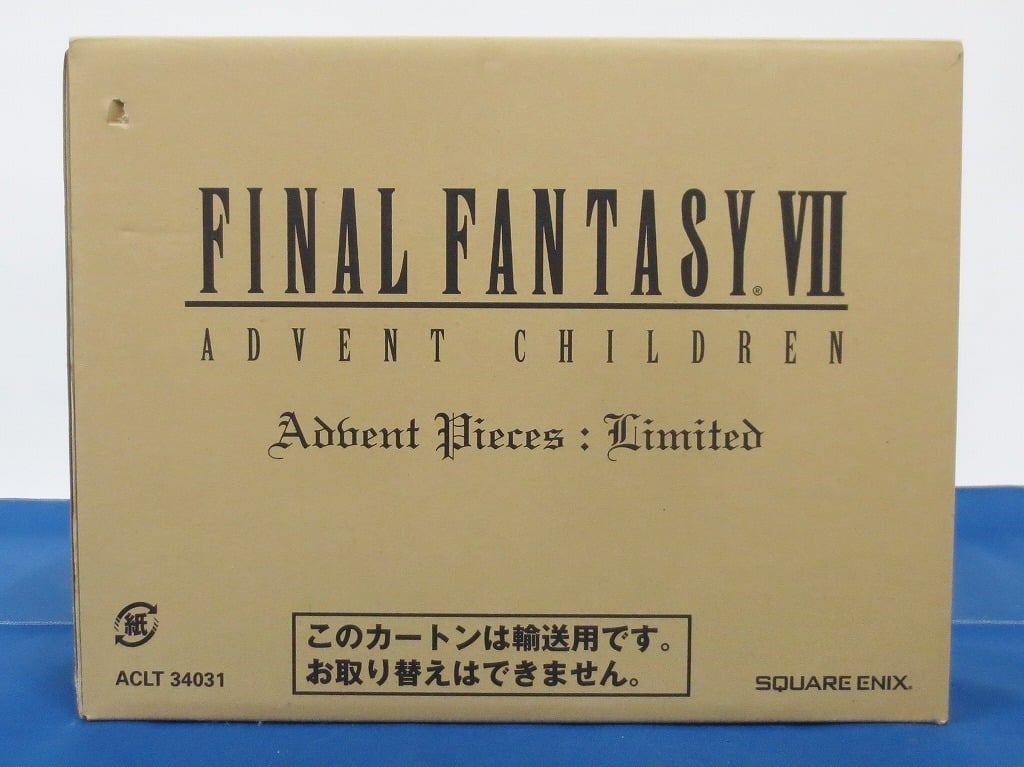 FINAL FANTASY® VII
ADVENT CHILDREN
Advent Pieces : Limited
紙
ACLT 34031
このカートンは輸送用です。
お取り替えはできません。
SQUARE ENIX.